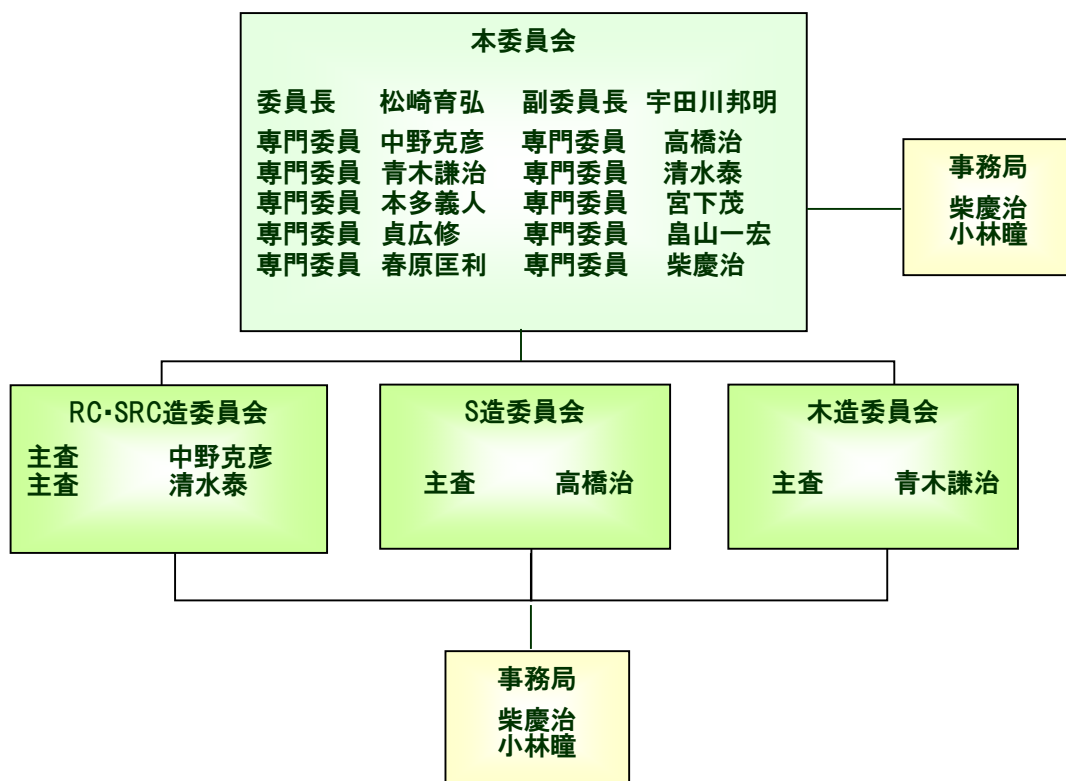 本委員会
委員長 松崎育弘 副委員長 宇田川邦明
専門委員 中野克彦 専門委員 高橋治
専門委員 青木謙治 専門委員 清水泰
専門委員 本多義人 専門委員 宮下茂
専門委員 貞広修 専門委員 畠山一宏
専門委員 春原匡利 専門委員 柴慶治
事務局
柴慶治
小林瞳
RC・SRC造委員会
主査 中野克彦
主査 清水泰
S造委員会
主査 高橋治
木造委員会
主査 青木謙治
事務局
柴慶治
小林瞳